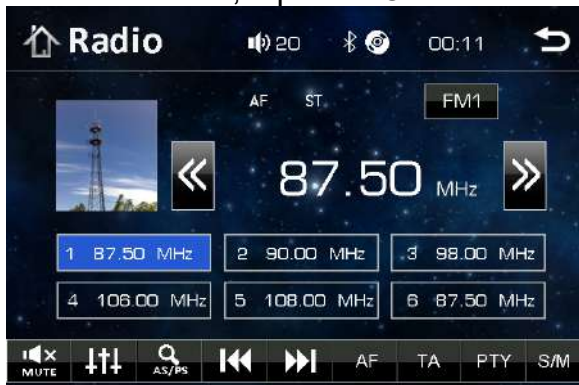 Radio 20 00:11
AF ST FM1
87.50 MHz
1 87.50 MHz 2 90.00 MHz 3 98.00 MHz
4 106.00 MHz 5 108.00 MHz 6 87.50 MHz
MUTE AS/PS AF TA PTY S/M